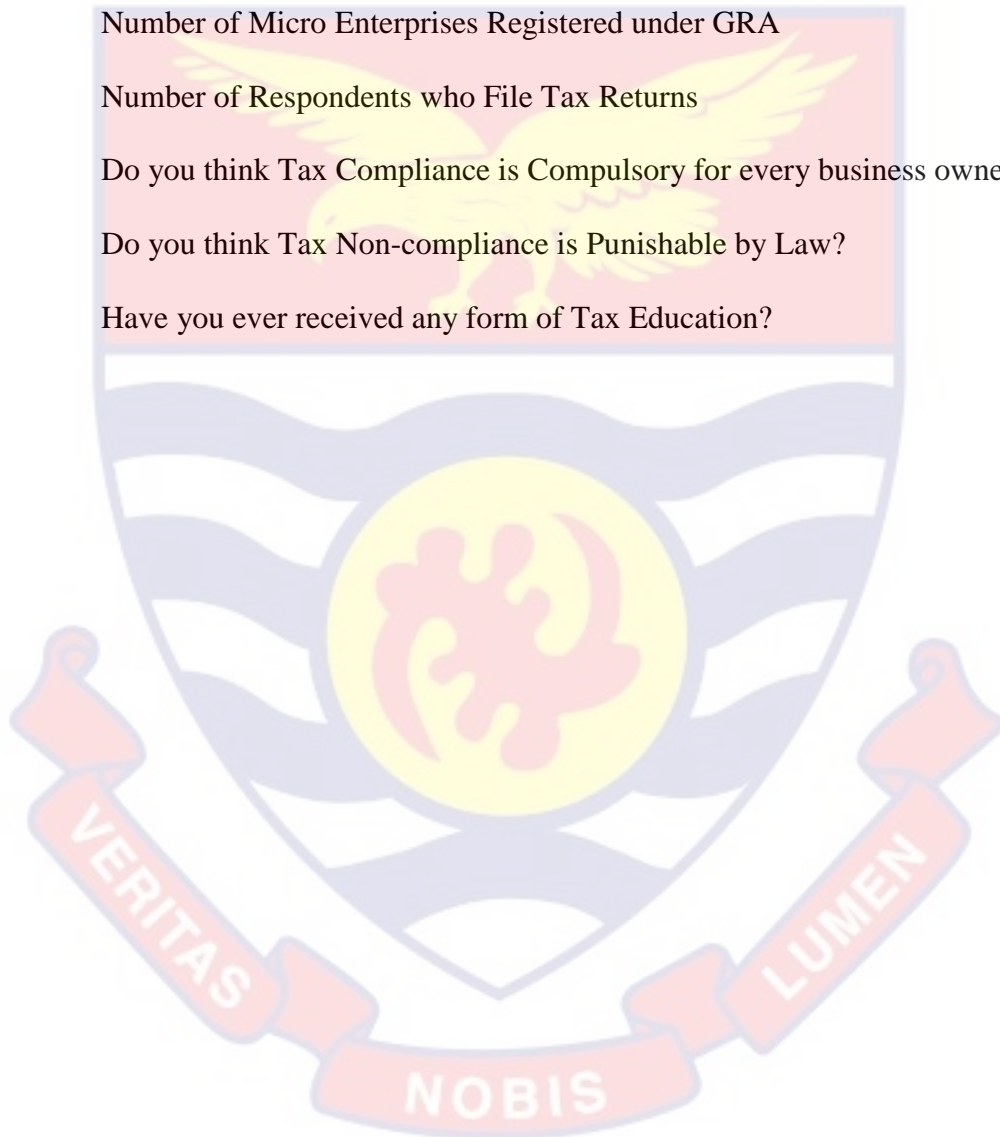 Number of Micro Enterprises Registered under GRA
Number of Respondents who File Tax Returns
Do you think Tax Compliance is Compulsory for every business owne
Do you think Tax Non-compliance is Punishable by Law?
Have you ever received any form of Tax Education?
VERITAS
NOBIS
LUMEN